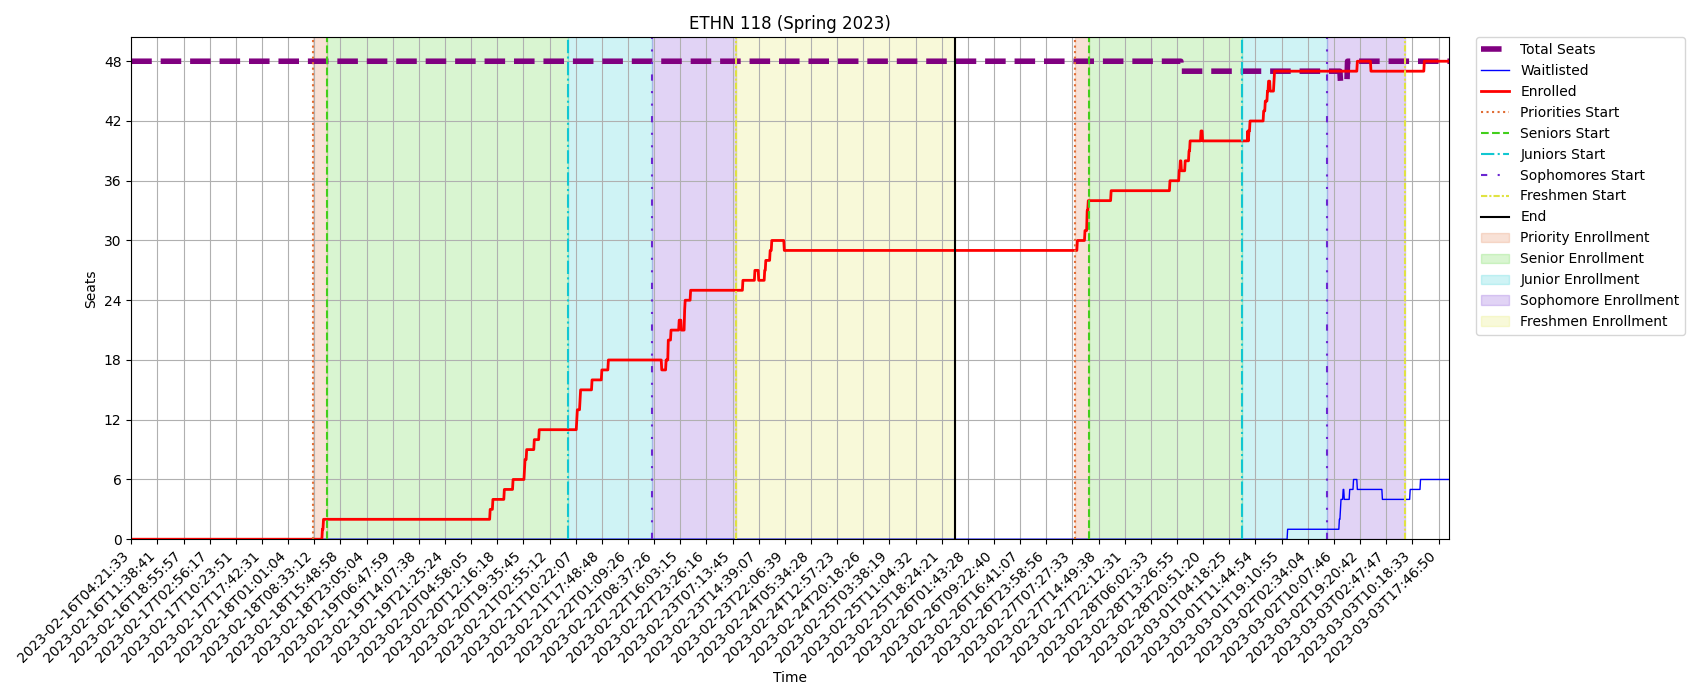 ETHN 118 (Spring 2023)
Seats
48
42
36
30
24
18
12
6
0
2023-02-16T04:21:33
2023-02-16T11:38:41
2023-02-16T18:55:57
2023-02-17T02:56:17
2023-02-17T10:23:51
2023-02-17T17:42:31
2023-02-18T01:01:04
2023-02-18T08:33:12
2023-02-18T15:48:58
2023-02-18T23:05:04
2023-02-19T06:47:59
2023-02-19T14:07:38
2023-02-19T21:25:24
2023-02-20T04:58:05
2023-02-20T12:16:18
2023-02-20T19:35:45
2023-02-21T02:55:12
2023-02-21T10:22:07
2023-02-21T17:48:48
2023-02-22T01:09:26
2023-02-22T08:37:26
2023-02-22T16:03:15
2023-02-22T23:26:16
2023-02-23T07:13:45
2023-02-23T14:39:07
2023-02-23T22:06:39
2023-02-24T05:34:28
2023-02-24T12:57:23
2023-02-24T20:18:26
2023-02-25T03:38:19
2023-02-25T11:04:32
2023-02-25T18:24:21
2023-02-26T01:43:28
2023-02-26T09:22:40
2023-02-26T16:41:07
2023-02-26T23:58:56
2023-02-27T07:27:33
2023-02-27T14:49:38
2023-02-27T22:12:31
2023-02-28T06:02:33
2023-02-28T13:26:55
2023-02-28T20:51:20
2023-03-01T04:18:25
2023-03-01T11:44:54
2023-03-01T19:10:55
2023-03-02T02:34:04
2023-03-02T10:07:46
2023-03-02T19:20:42
2023-03-03T02:47:47
2023-03-03T10:18:33
2023-03-03T17:46:50
Time
Total Seats
Waitlisted
Enrolled
Priorities Start
Seniors Start
Juniors Start
Sophomores Start
Freshmen Start
End
Priority Enrollment
Senior Enrollment
Junior Enrollment
Sophomore Enrollment
Freshmen Enrollment